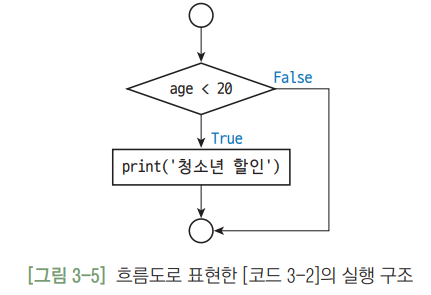 age < 20
False
True
print('청소년 할인')
[그림 3-5] 흐름도로 표현한 [코드 3-2]의 실행 구조